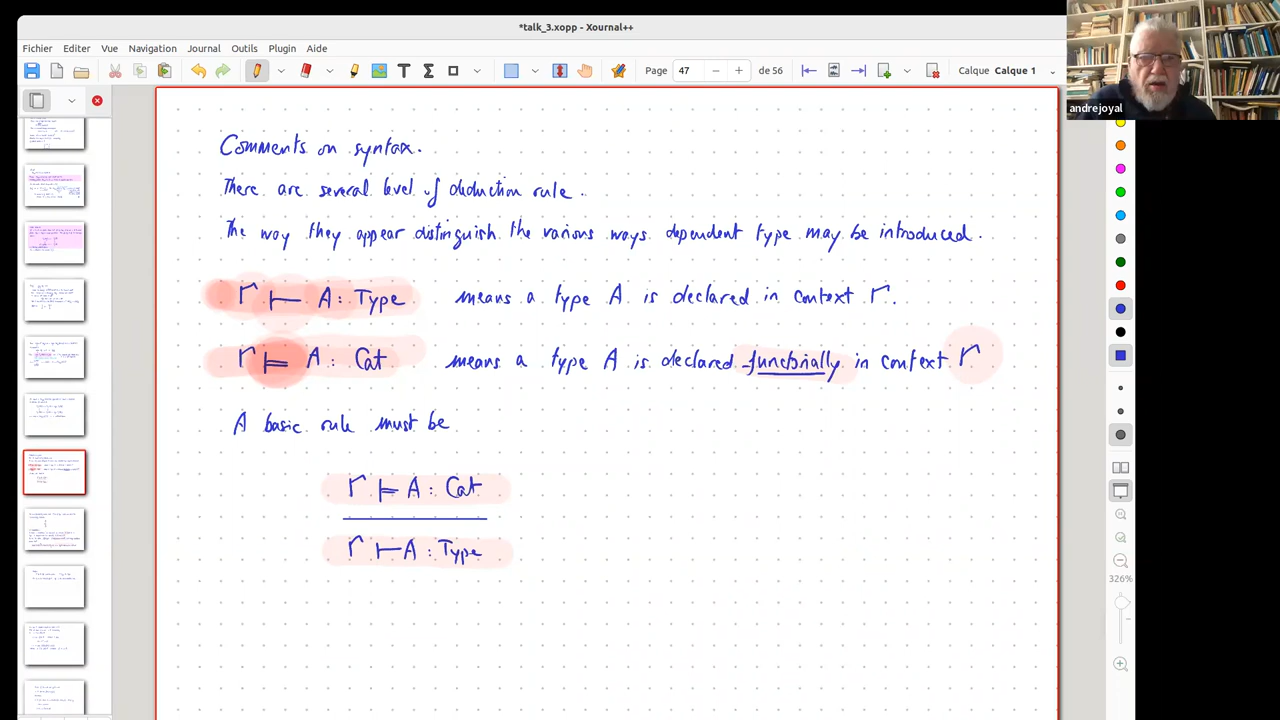 *talk_3.xopp - Xournal++
Fichier Editer Vue Navigation Journal Outils Plugin Aide
Page 47 de 56 Calque Calque 1
andrejoyal
Comments on syntax.
There are several level of deduction rule.
The way they appear distinguish the various ways dependent type may be introduced.
Γ ⊢ A : Type means a type A is declared in context Γ.
Γ ⊨ A : Cat means a type A is declared functorially in context Γ
A basic rule must be
Γ ⊨ A : Cat
Γ ⊢ A : Type
326%